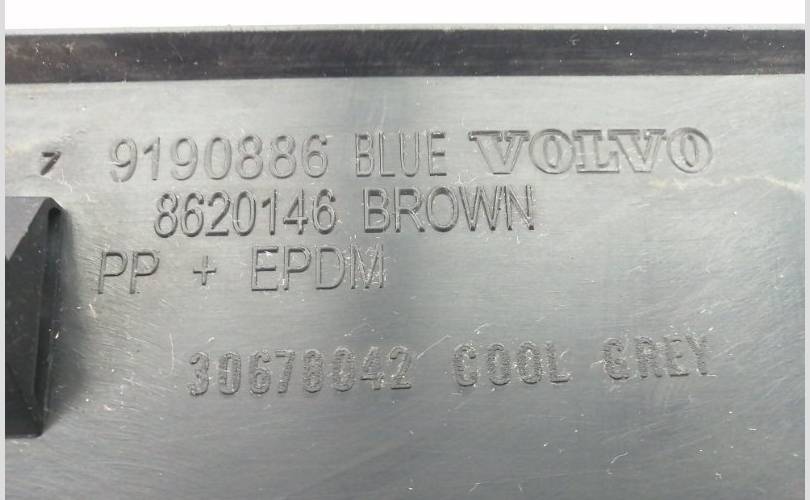 9190886 BLUE VOLVO
8620146 BROWN
PP + EPDM
30678042 COOL GREY